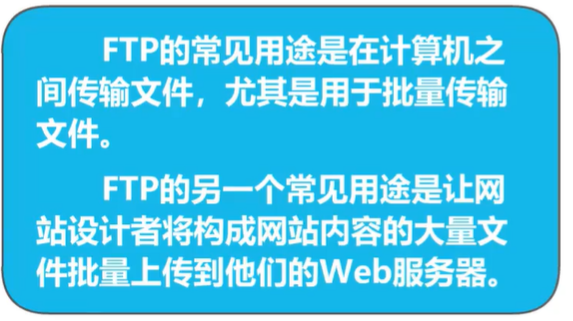 FTP的常见用途是在计算机之
间传输文件，尤其是用于批量传输
文件。
FTP的另一个常见用途是让网
站设计者将构成网站内容的大量文
件批量上传到他们的Web服务器。